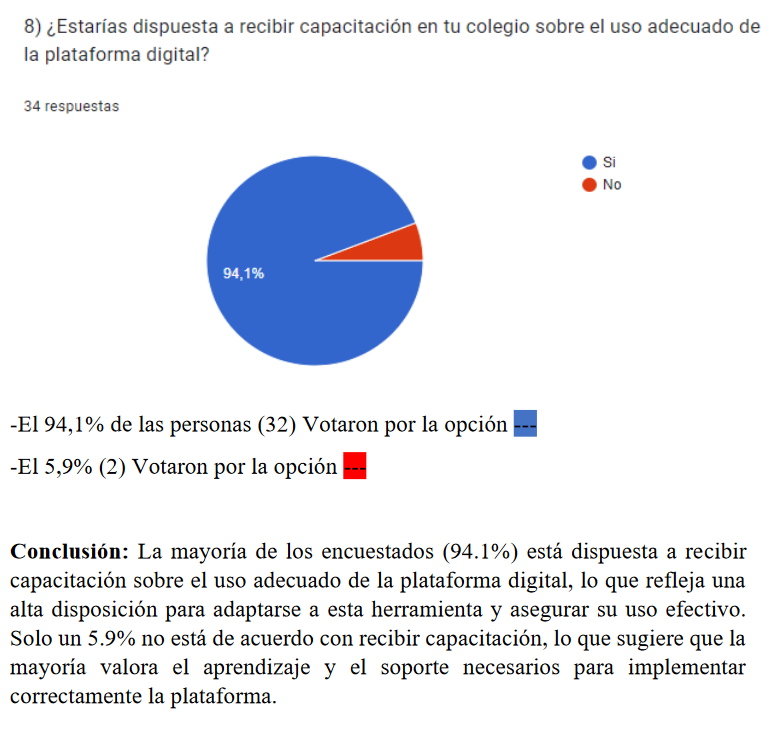 8) ¿Estarías dispuesta a recibir capacitación en tu colegio sobre el uso adecuado de
la plataforma digital?
34 respuestas
Si
No
94,1%
-El 94,1% de las personas (32) Votaron por la opción ---
-El 5,9% (2) Votaron por la opción ---
Conclusión: La mayoría de los encuestados (94.1%) está dispuesta a recibir
capacitación sobre el uso adecuado de la plataforma digital, lo que refleja una
alta disposición para adaptarse a esta herramienta y asegurar su uso efectivo.
Solo un 5.9% no está de acuerdo con recibir capacitación, lo que sugiere que la
mayoría valora el aprendizaje y el soporte necesarios para implementar
correctamente la plataforma.